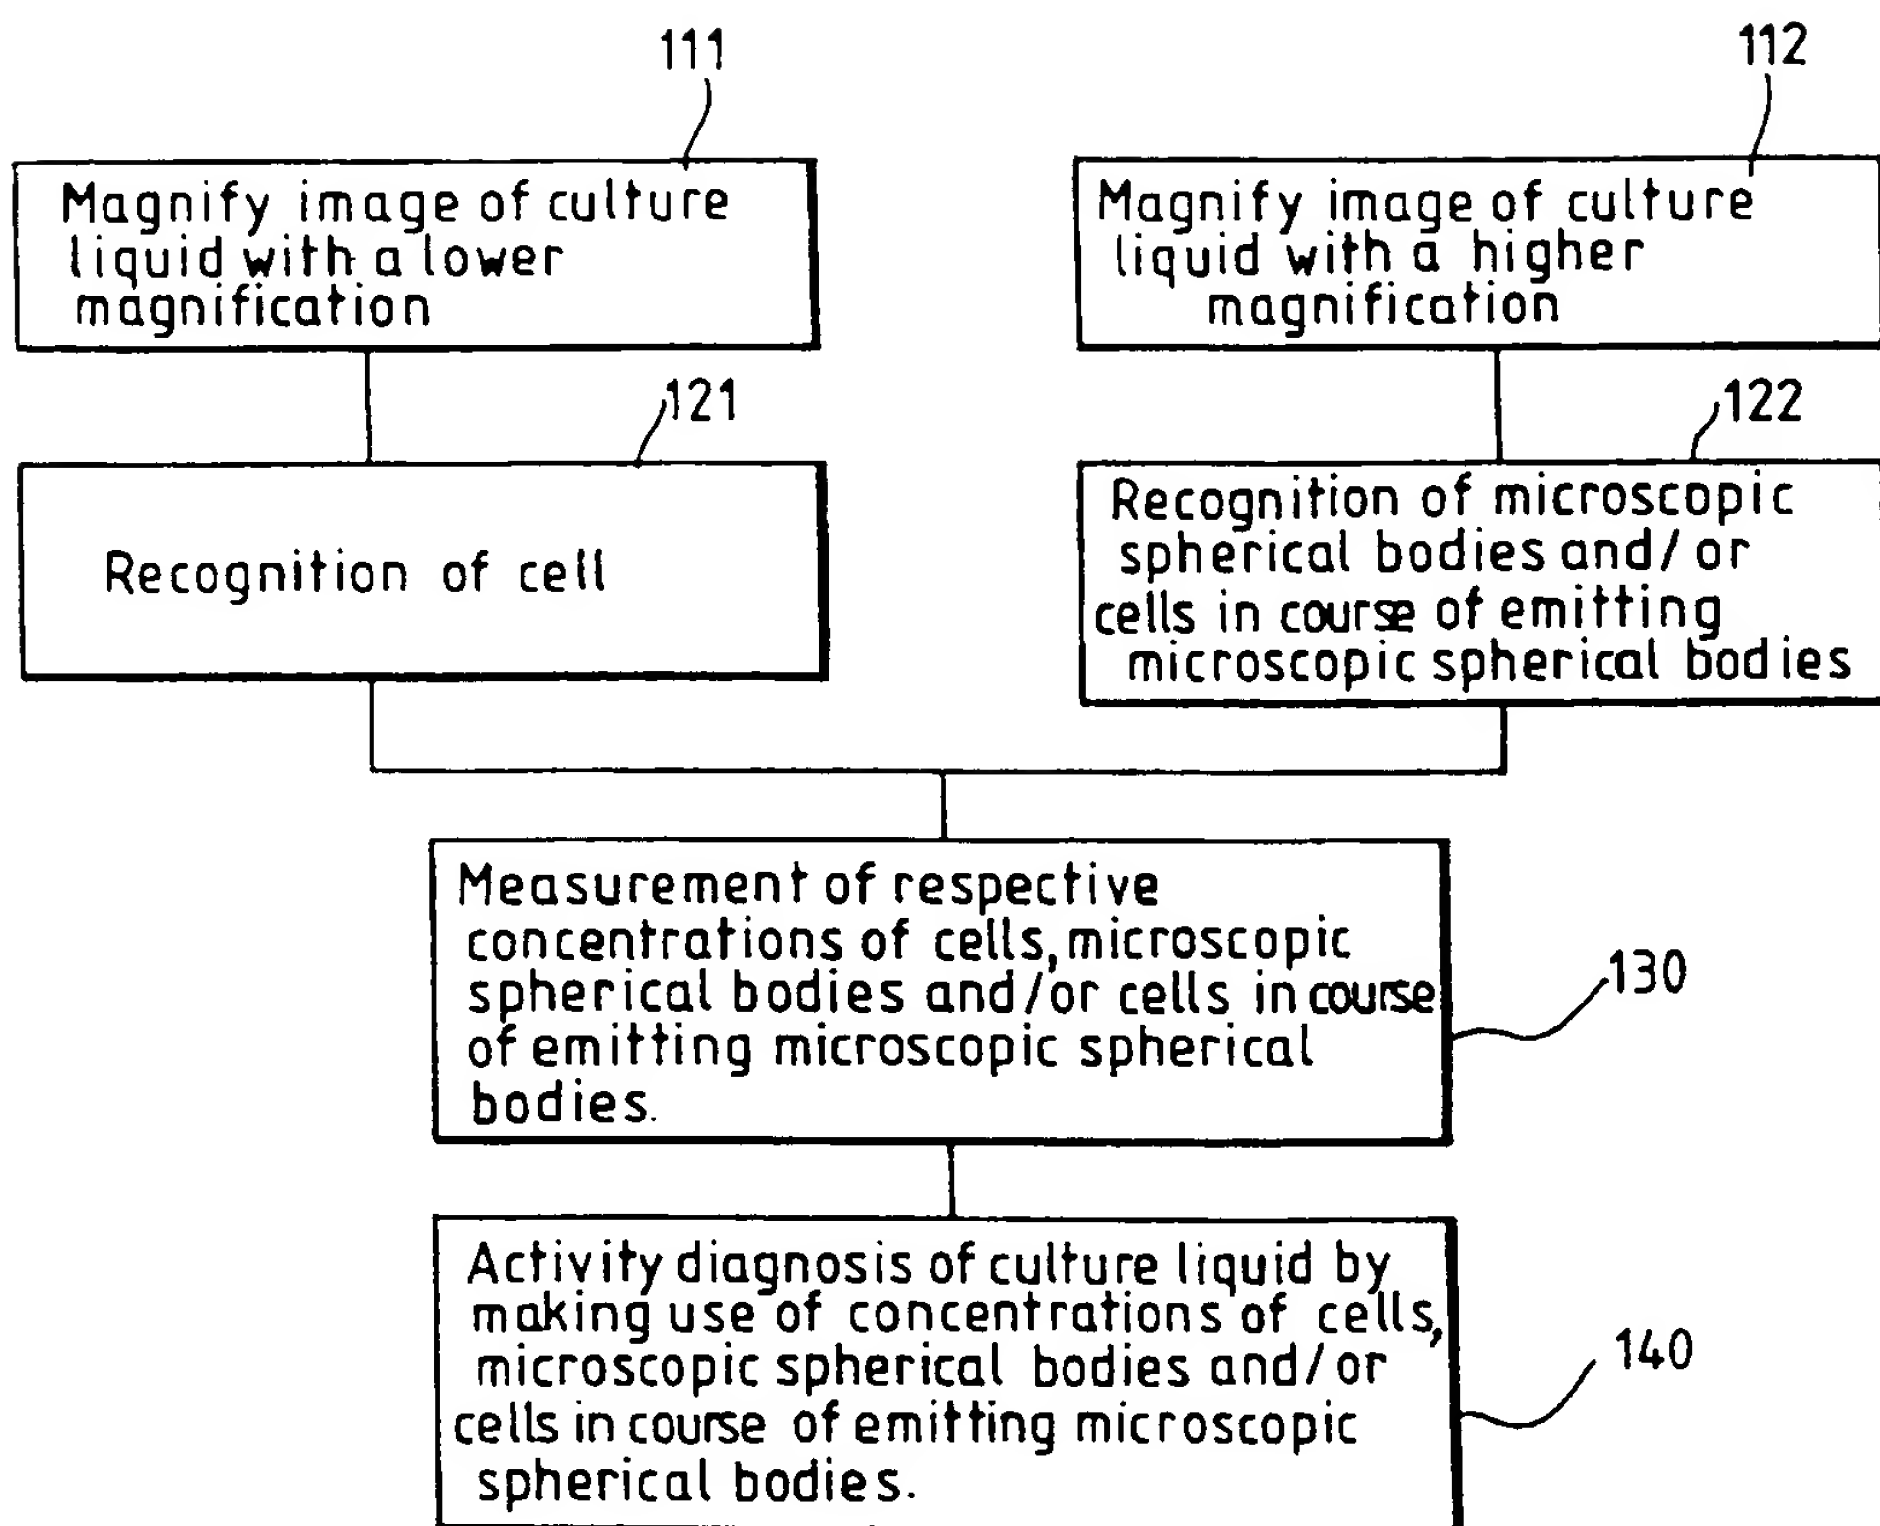 111
112
Magnify image of culture
liquid with a lower
magnification
Magnify image of culture
liquid with a higher
magnification
121
122
Recognition of cell
Recognition of microscopic
spherical bodies and/or
cells in course of emitting
microscopic spherical bodies
Measurement of respective
concentrations of cells, microscopic
spherical bodies and/or cells in course
of emitting microscopic spherical
bodies.
130
Activity diagnosis of culture liquid by
making use of concentrations of cells,
microscopic spherical bodies and/or
cells in course of emitting microscopic
spherical bodies.
140